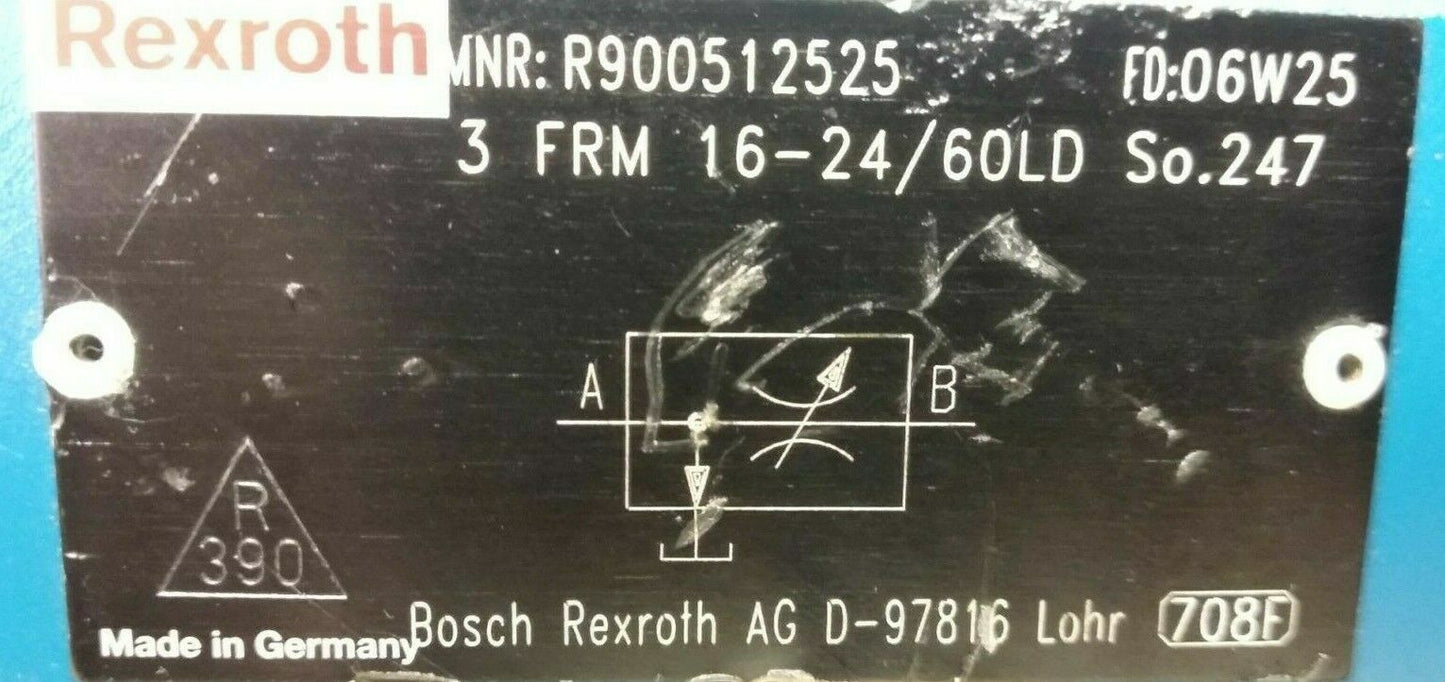 Rexroth
MNR: R900512525 FD:06W25
3 FRM 16-24/60LD So.247
A B
R
390
Made in Germany
Bosch Rexroth AG D-97816 Lohr 708F